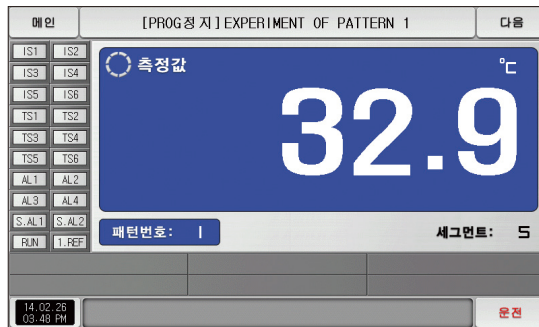 메인 [PROG정지]EXPERIMENT OF PATTERN 1 다음
IS1 IS2
IS3 IS4
IS5 IS6
TS1 TS2
TS3 TS4
TS5 TS6
AL1 AL2
AL3 AL4
S.AL1 S.AL2
RUN 1.REF
측정값 ℃
32.9
패턴번호: 1 세그먼트: 5
14.02.26
03:48 PM
운전